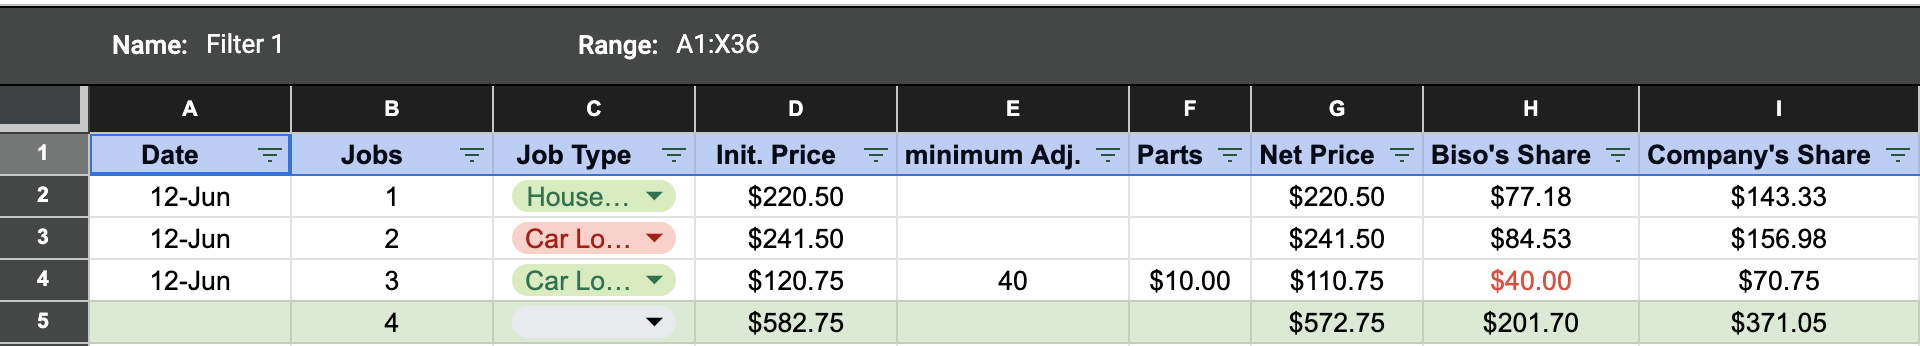 Name: Filter 1 Range: A1:X36
A B C D E F G H I
1 Date Jobs Job Type Init. Price minimum Adj. Parts Net Price Biso's Share Company's Share
2 12-Jun 1 House... $220.50 $220.50 $77.18 $143.33
3 12-Jun 2 Car Lo... $241.50 $241.50 $84.53 $156.98
4 12-Jun 3 Car Lo... $120.75 40 $10.00 $110.75 $40.00 $70.75
5 4 $582.75 $572.75 $201.70 $371.05